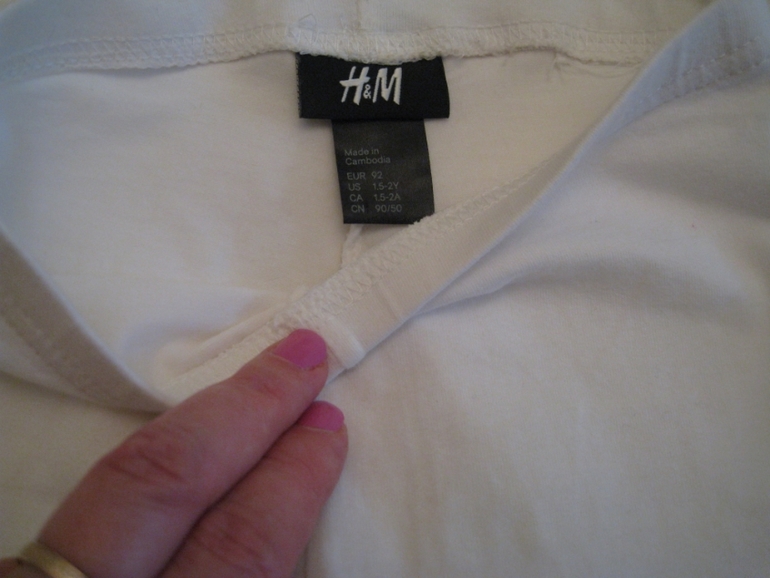 H&M
Made in
Cambodia
EUR 92
US 1.5-2Y
CA 1.5-2A
CN 90/50